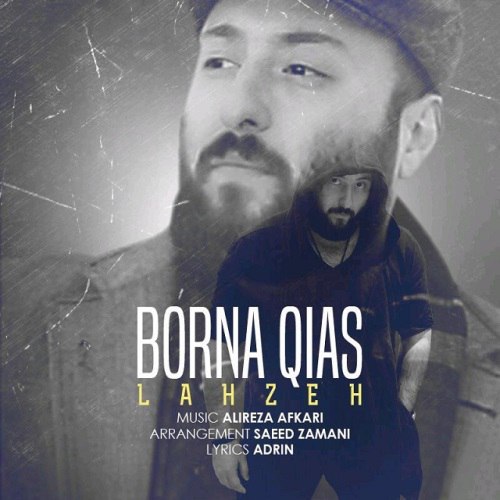 BORNA QIAS
LAHZEH
MUSIC ALIREZA AFKARI
ARRANGEMENT SAEED ZAMANI
LYRICS ADRIN